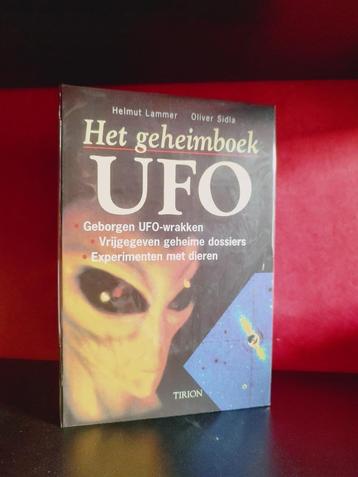 Helmut Lammer Oliver Sidla
Het geheimboek
UFO
• Geborgen UFO-wrakken
• Vrijgegeven geheime dossiers
• Experimenten met dieren
TIRION